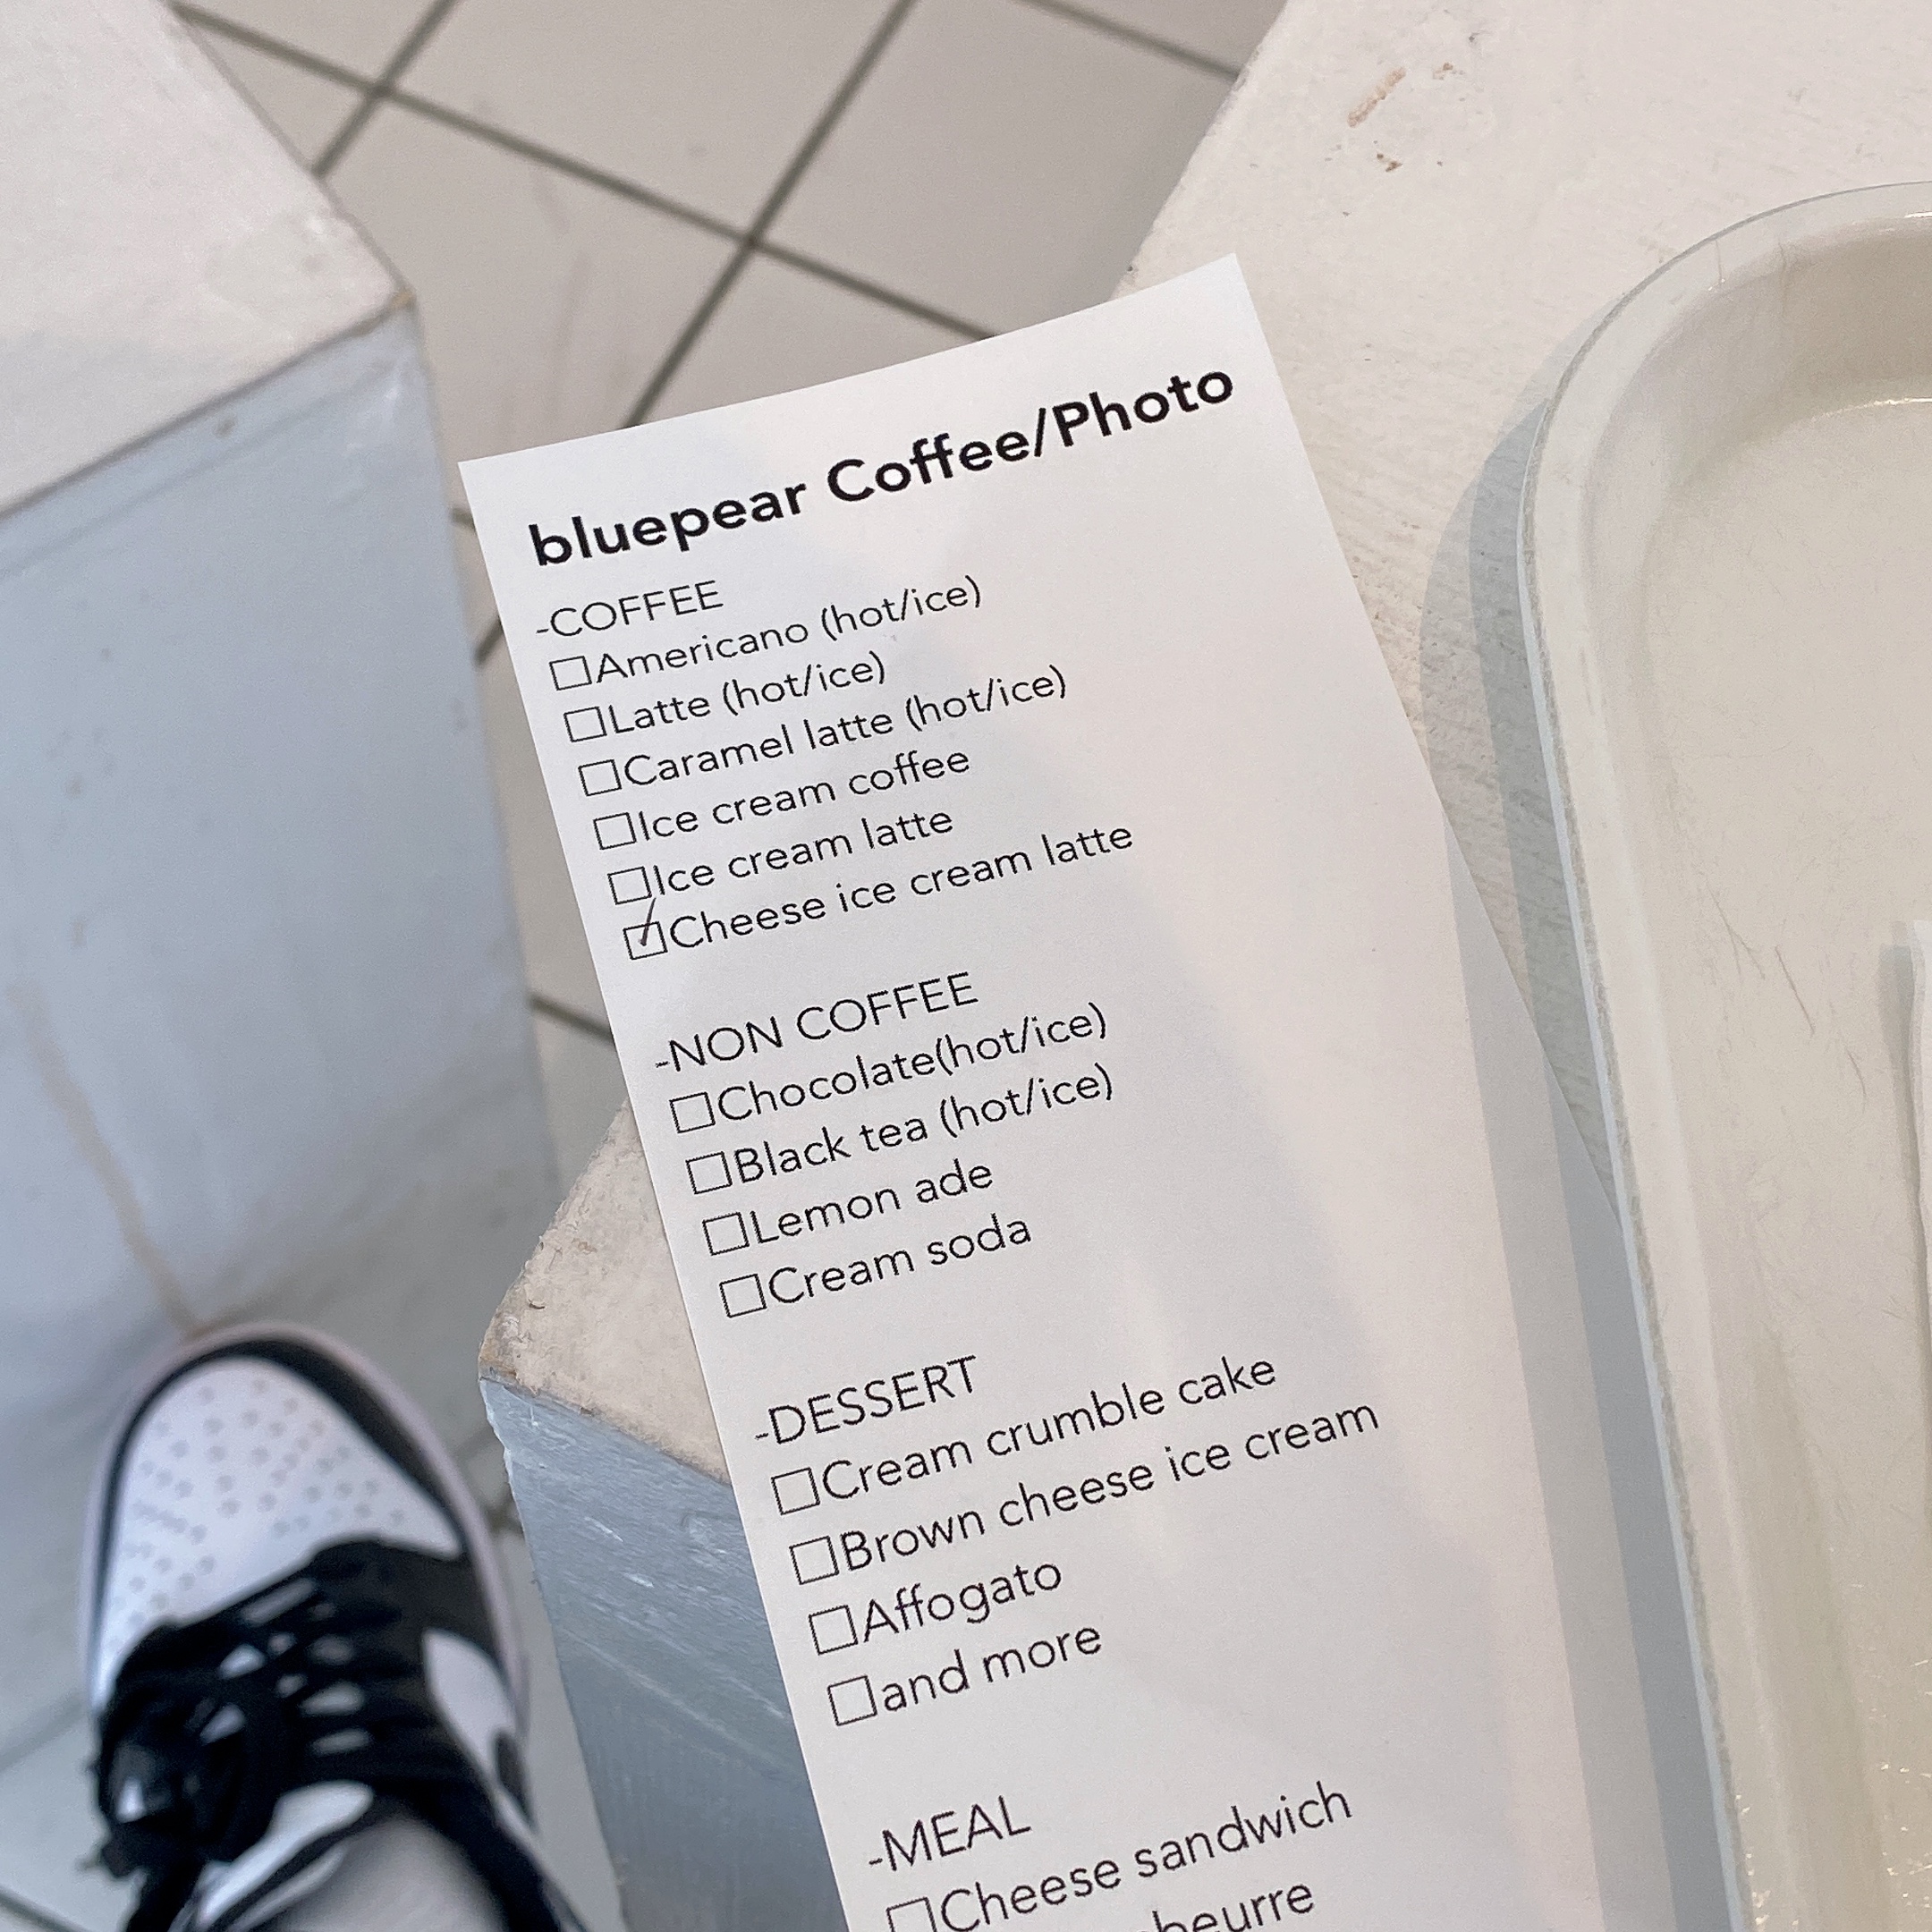 bluepear Coffee/Photo
-COFFEE
☐Americano (hot/ice)
☐Latte (hot/ice)
☐Caramel latte (hot/ice)
☐Ice cream coffee
☐Ice cream latte
☑Cheese ice cream latte
-NON COFFEE
☐Chocolate(hot/ice)
☐Black tea (hot/ice)
☐Lemon ade
☐Cream soda
-DESSERT
☐Cream crumble cake
☐Brown cheese ice cream
☐Affogato
☐and more
-MEAL
☐Cheese sandwich
beurre